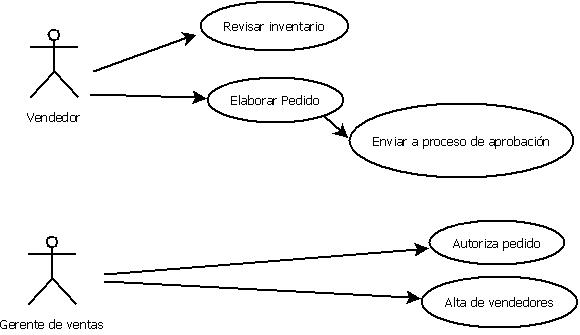 Revisar inventario
Elaborar Pedido
Vendedor
Enviar a proceso de aprobación
Autoriza pedido
Alta de vendedores
Gerente de ventas